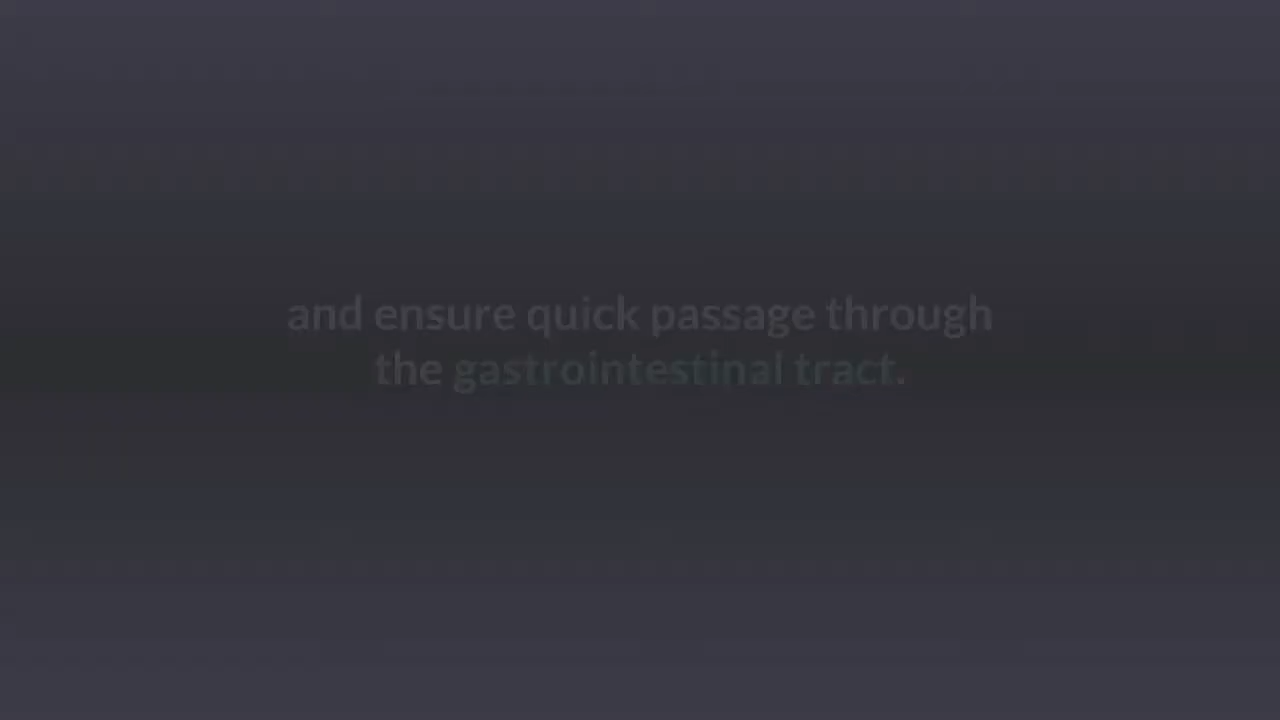 and ensure quick passage through
the gastrointestinal tract.